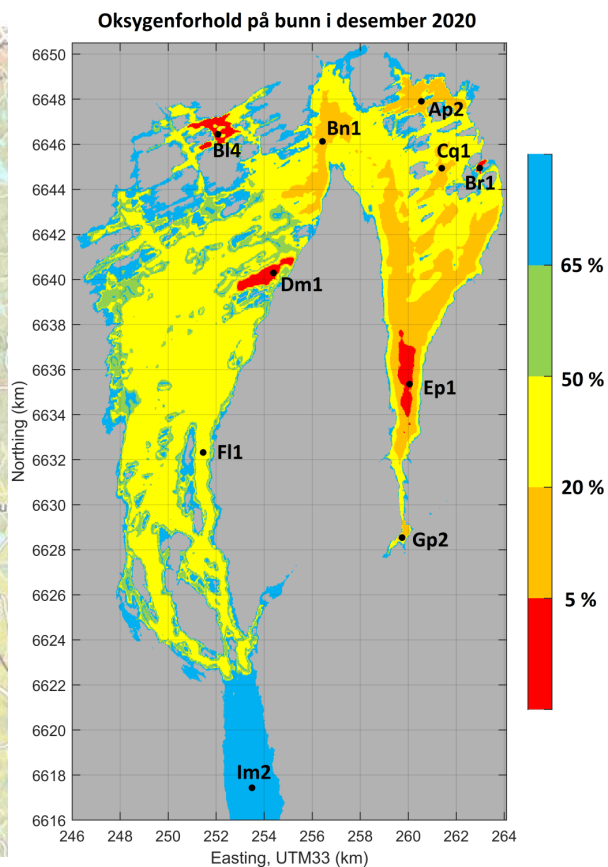 Oksygenforhold på bunn i desember 2020
6650
6648
6646
6644
6642
6640
6638
6636
6634
6632
6630
6628
6626
6624
6622
6620
6618
6616
Northing (km)
246 248 250 252 254 256 258 260 262 264
Easting, UTM33 (km)
Ap2
Bn1
Bl4
Cq1
Br1
Dm1
Ep1
Fl1
Gp2
Im2
65 %
50 %
20 %
5 %